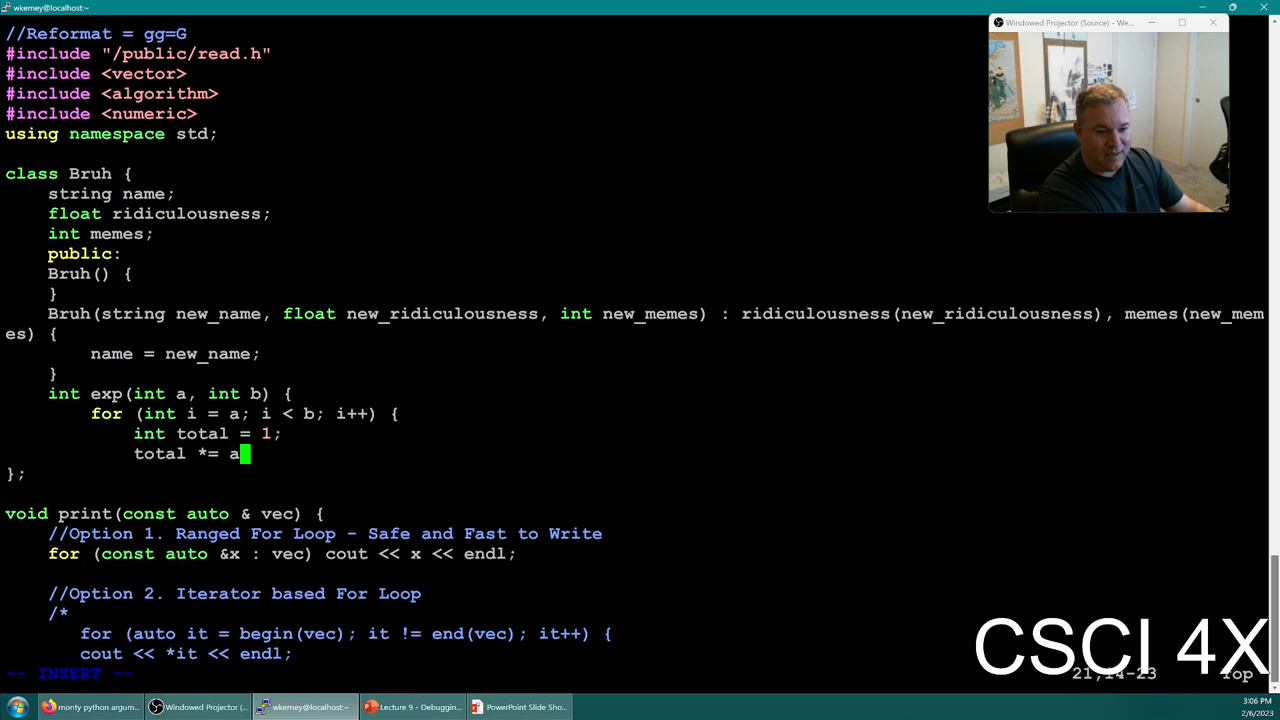 wkerney@localhost:~
//Reformat = gg=G
#include "/public/read.h"
#include <vector>
#include <algorithm>
#include <numeric>
using namespace std;
class Bruh {
string name;
float ridiculousness;
int memes;
public:
Bruh() {
}
Bruh(string new_name, float new_ridiculousness, int new_memes) : ridiculousness(new_ridiculousness), memes(new_mem
es) {
name = new_name;
}
int exp(int a, int b) {
for (int i = a; i < b; i++) {
int total = 1;
total *= a
};
void print(const auto & vec) {
//Option 1. Ranged For Loop - Safe and Fast to Write
for (const auto &x : vec) cout << x << endl;
//Option 2. Iterator based For Loop
/*
for (auto it = begin(vec); it != end(vec); it++) {
cout << *it << endl;
-- INSERT --
21,14-23
Top
Windowed Projector (Source) - We...
CSCI 4X
monty python argum...
Windowed Projector (...
wkerney@localhost:~
Lecture 9 - Debuggin...
PowerPoint Slide Sho...
3:06 PM
2/6/2023